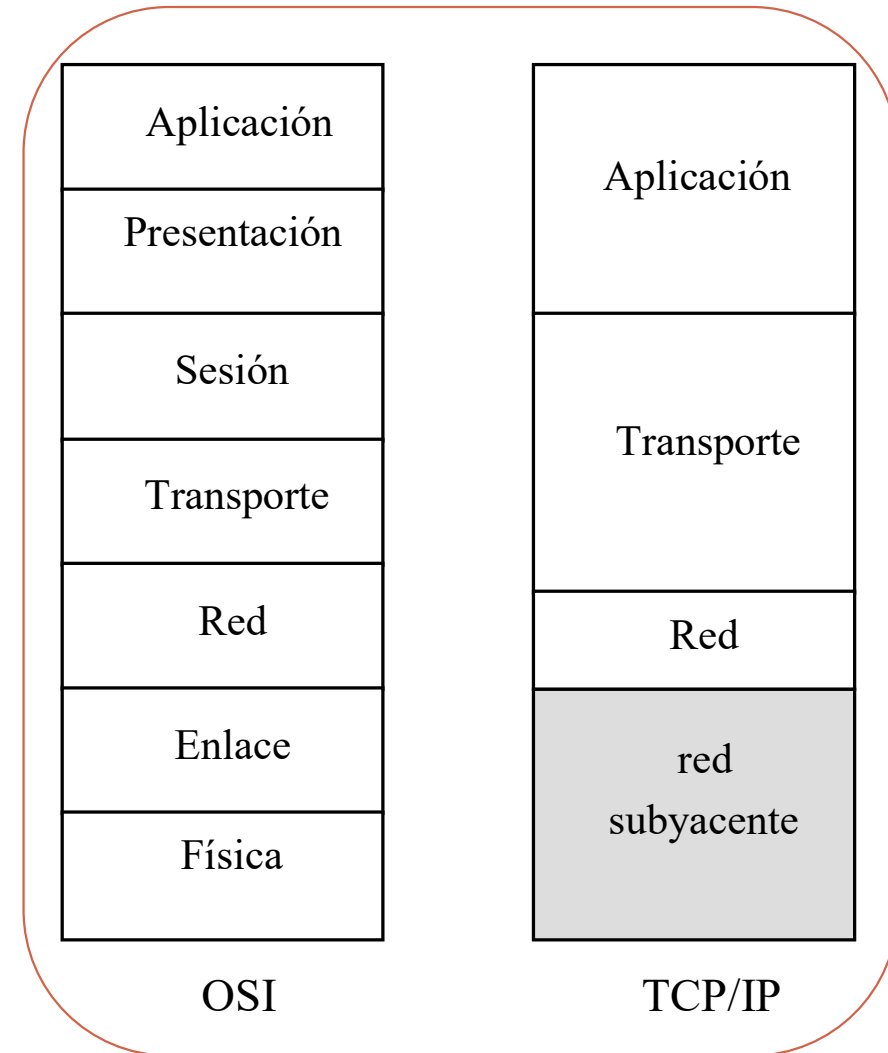 Aplicación
Presentación
Sesión
Transporte
Red
Enlace
Física
OSI
Aplicación
Transporte
Red
red
subyacente
TCP/IP